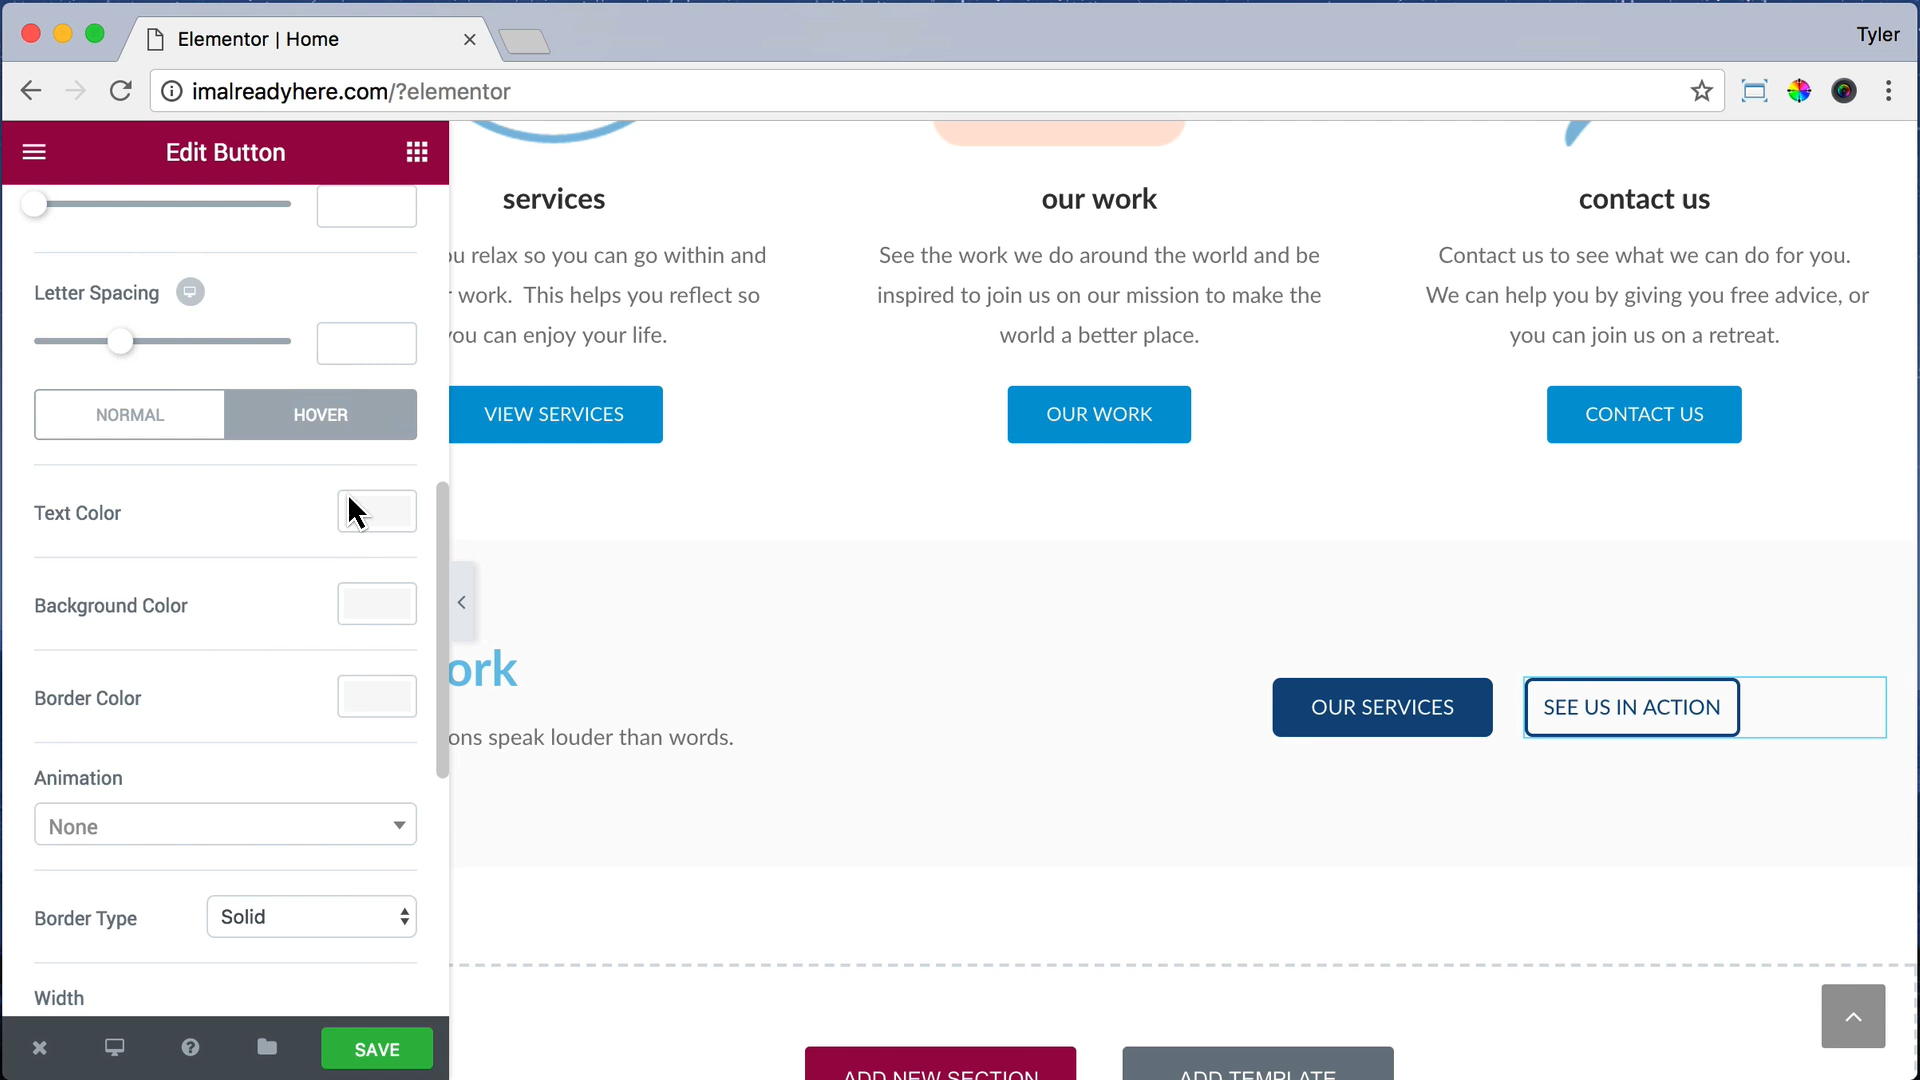 Elementor | Home
Tyler
imalreadyhere.com/?elementor
Edit Button
Letter Spacing
NORMAL
HOVER
Text Color
Background Color
Border Color
Animation
None
Border Type
Solid
Width
SAVE
services
u relax so you can go within and
work. This helps you reflect so
you can enjoy your life.
VIEW SERVICES
our work
See the work we do around the world and be
inspired to join us on our mission to make the
world a better place.
OUR WORK
contact us
Contact us to see what we can do for you.
We can help you by giving you free advice, or
you can join us on a retreat.
CONTACT US
ork
ons speak louder than words.
OUR SERVICES
SEE US IN ACTION
ADD NEW SECTION
ADD TEMPLATE